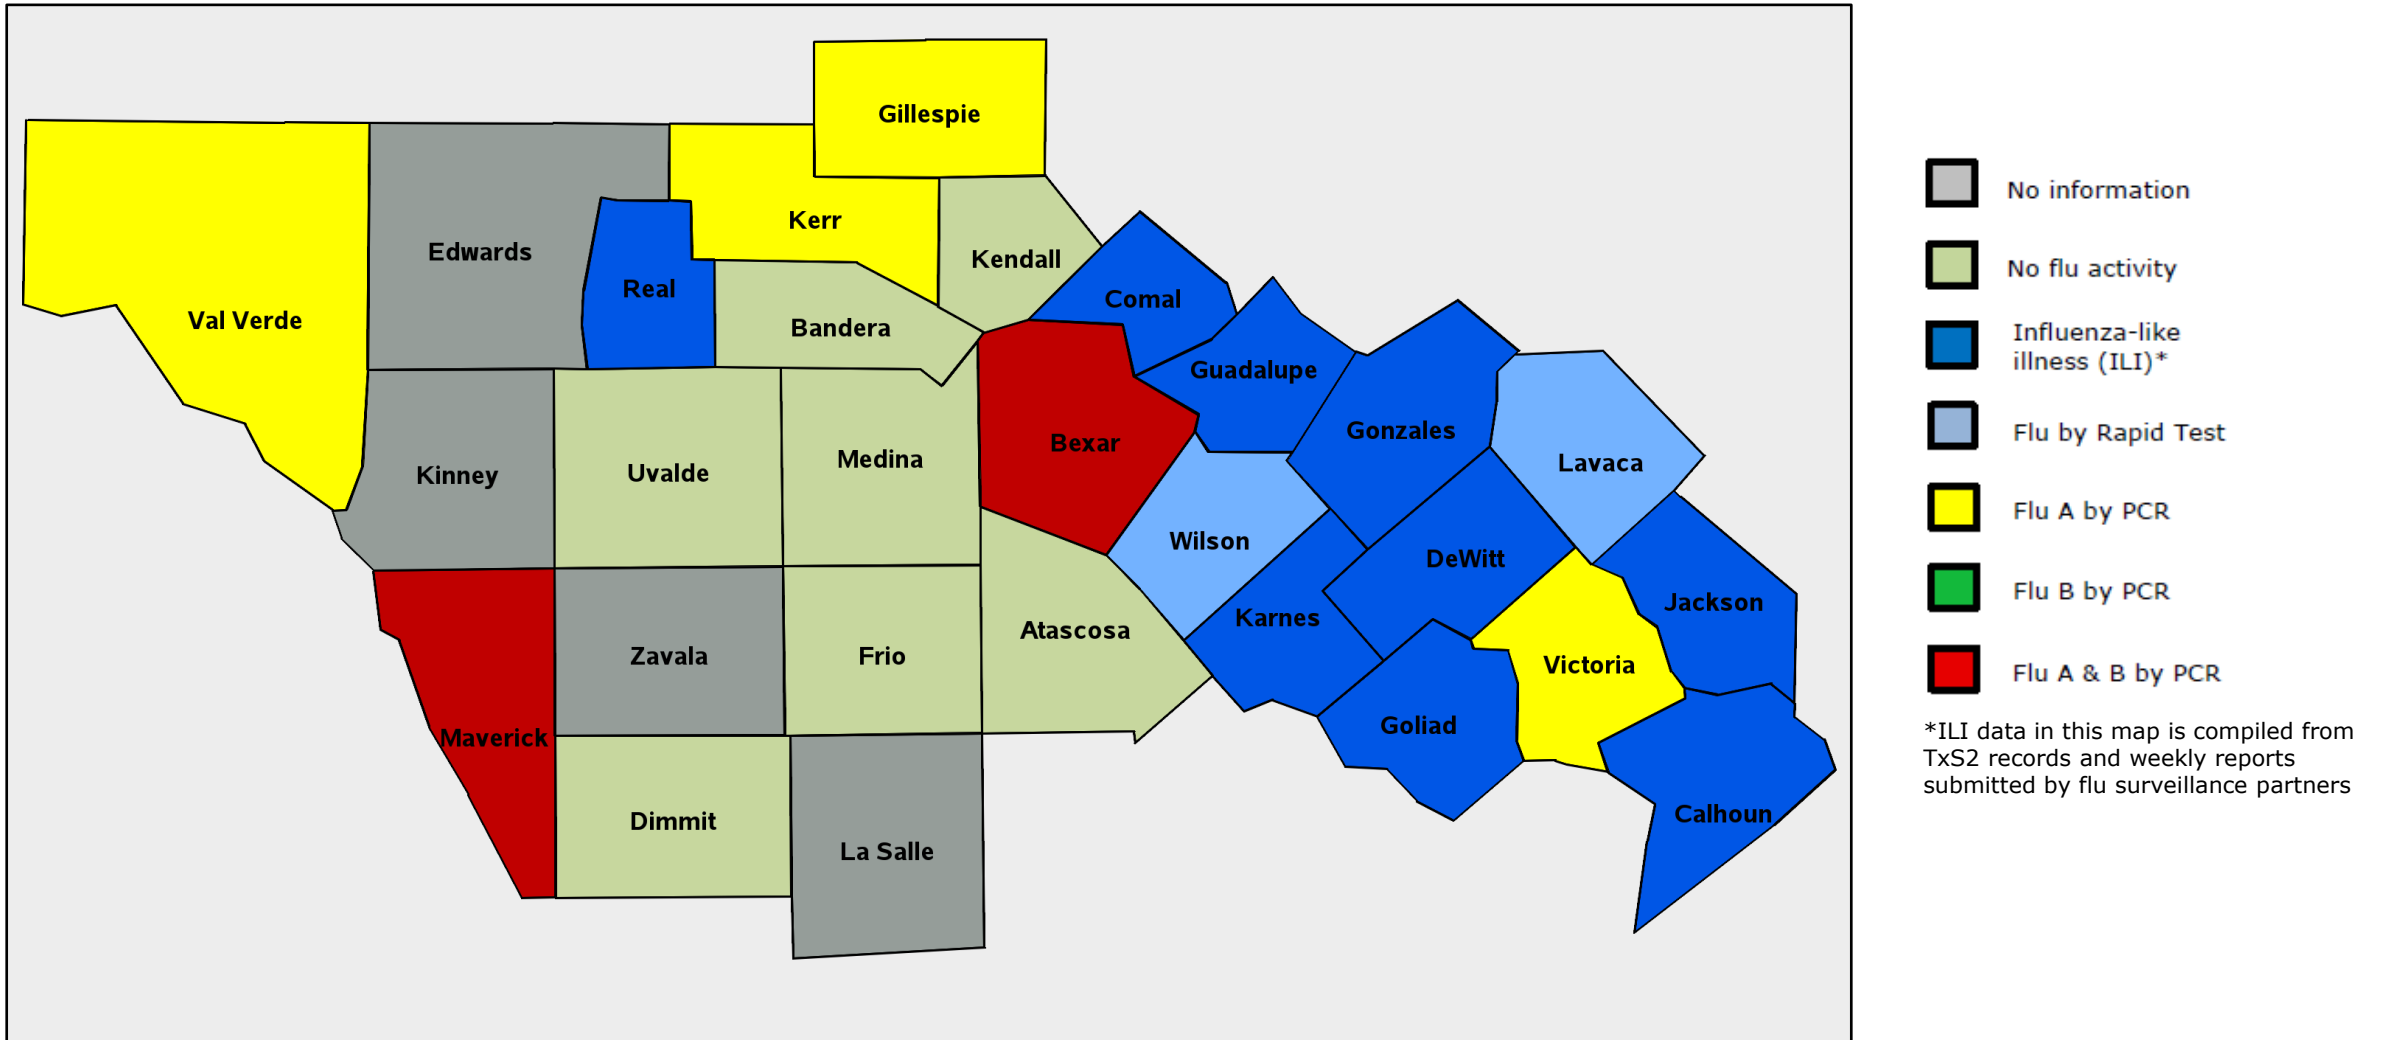 Gillespie
Kerr
Edwards
Kendall
Real
Comal
Val Verde
Bandera
Guadalupe
Gonzales
Bexar
Medina
Lavaca
Uvalde
Kinney
Wilson
DeWitt
Jackson
Karnes
Atascosa
Zavala
Frio
Victoria
Goliad
Maverick
Calhoun
Dimmit
La Salle
No information
No flu activity
Influenza-like
illness (ILI)*
Flu by Rapid Test
Flu A by PCR
Flu B by PCR
Flu A & B by PCR
*ILI data in this map is compiled from
TxS2 records and weekly reports
submitted by flu surveillance partners